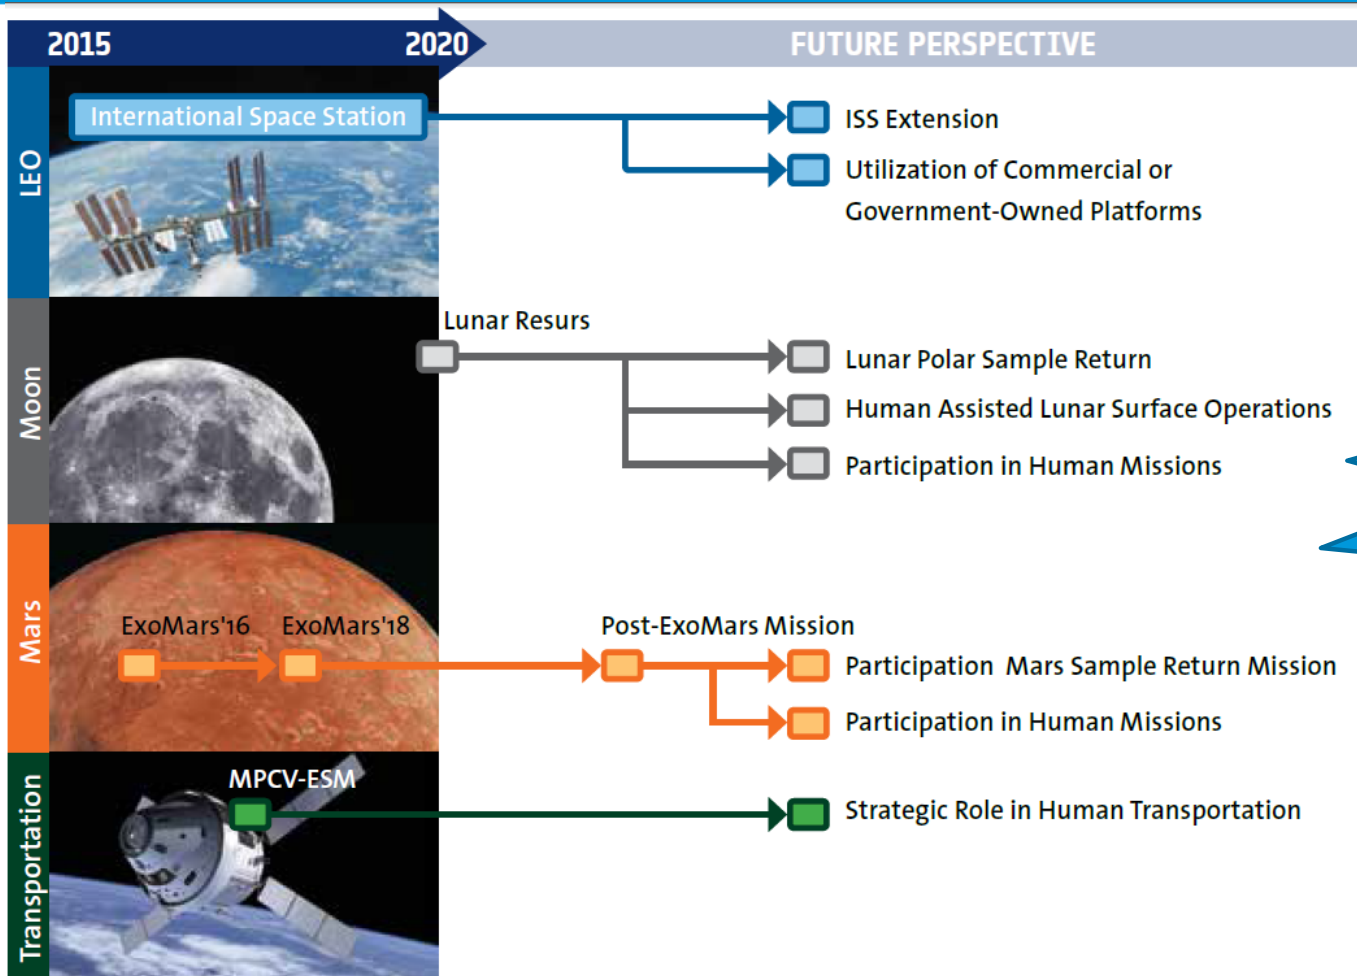 2015
2020
FUTURE PERSPECTIVE
LEO
International Space Station
ISS Extension
Utilization of Commercial or
Government-Owned Platforms
Moon
Lunar Resurs
Lunar Polar Sample Return
Human Assisted Lunar Surface Operations
Participation in Human Missions
Mars
ExoMars'16
ExoMars'18
Post-ExoMars Mission
Participation  Mars Sample Return Mission
Participation in Human Missions
Transportation
MPCV-ESM
Strategic Role in Human Transportation